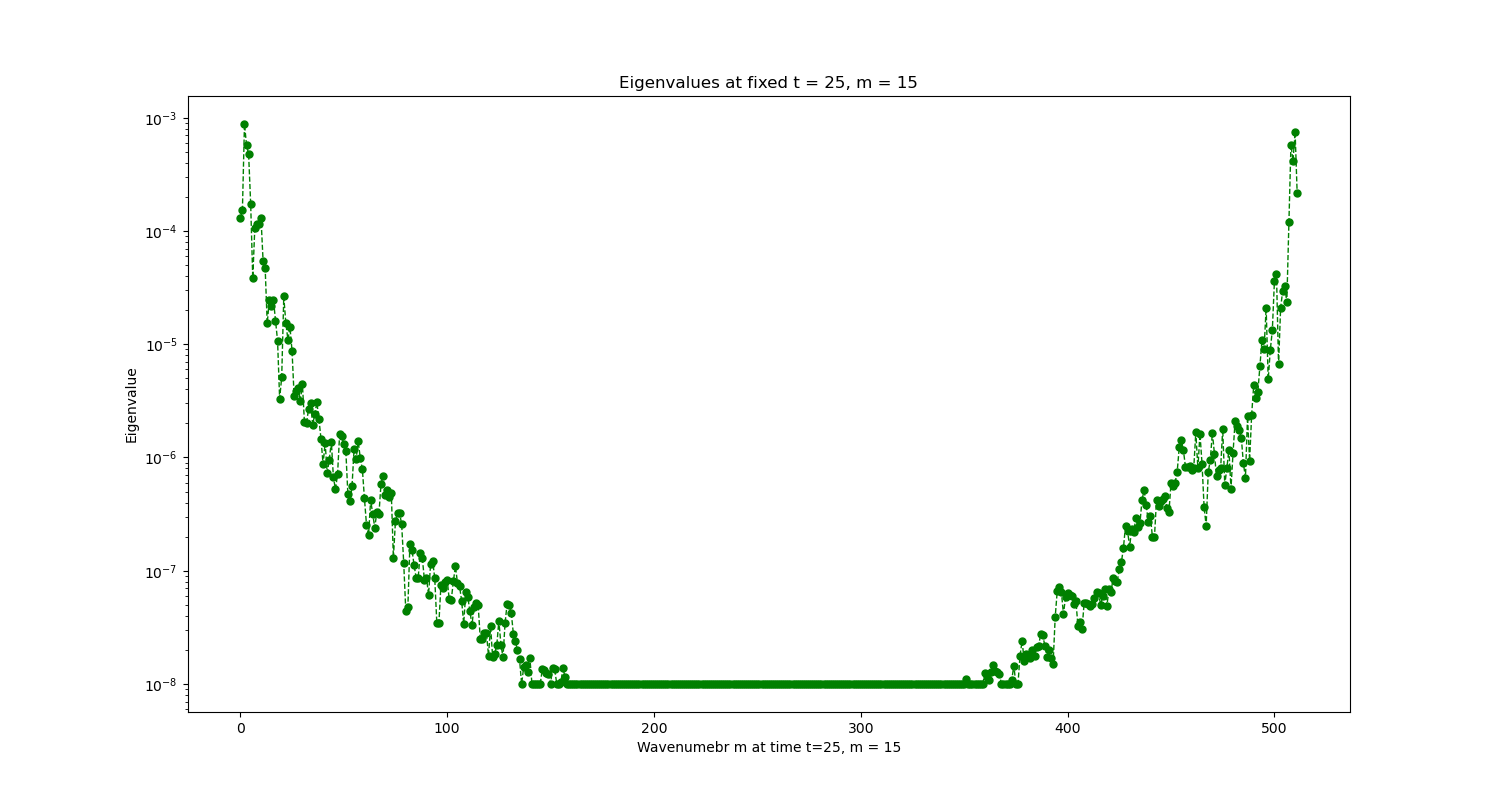 Eigenvalues at fixed t = 25, m = 15
10⁻³
10⁻⁴
10⁻⁵
10⁻⁶
10⁻⁷
10⁻⁸
Eigenvalue
0 100 200 300 400 500
Wavenumebr m at time t=25, m = 15